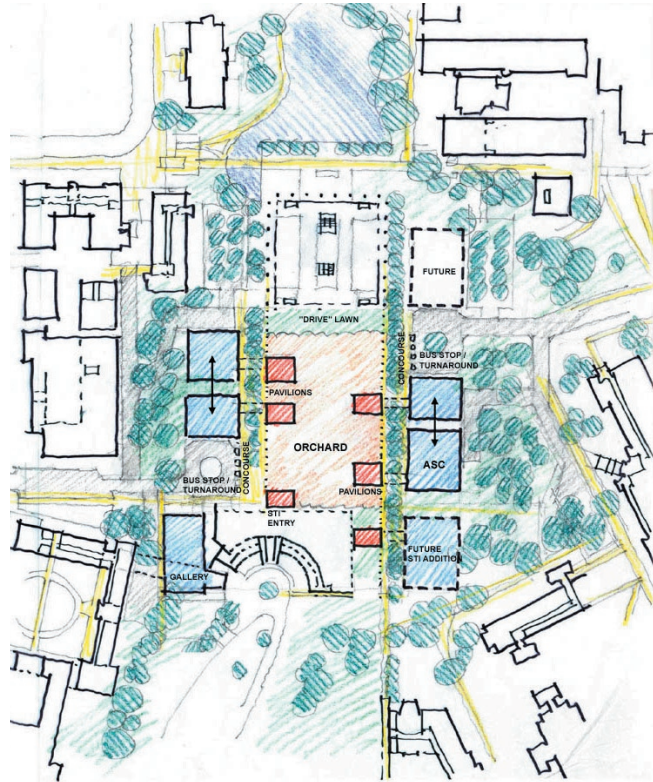 FUTURE
"DRIVE" LAWN
CONCOURSE
BUS STOP /
TURNAROUND
PAVILIONS
ORCHARD
CONCOURSE
ASC
BUS STOP /
TURNAROUND
PAVILIONS
STI
ENTRY
FUTURE
STI ADDITION
GALLERY